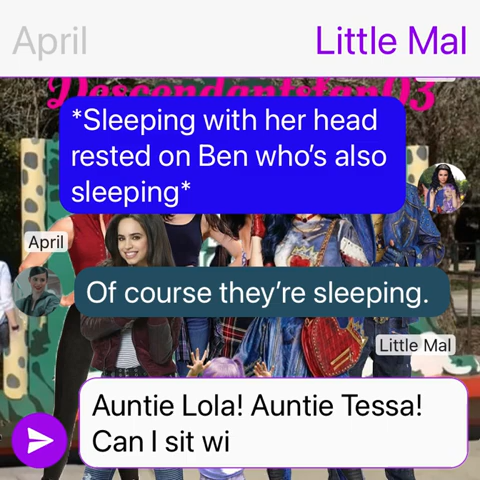 April
Little Mal
Descendantsfan03
*Sleeping with her head
rested on Ben who's also
sleeping*
April
Of course they're sleeping.
Little Mal
Auntie Lola! Auntie Tessa!
Can I sit wi